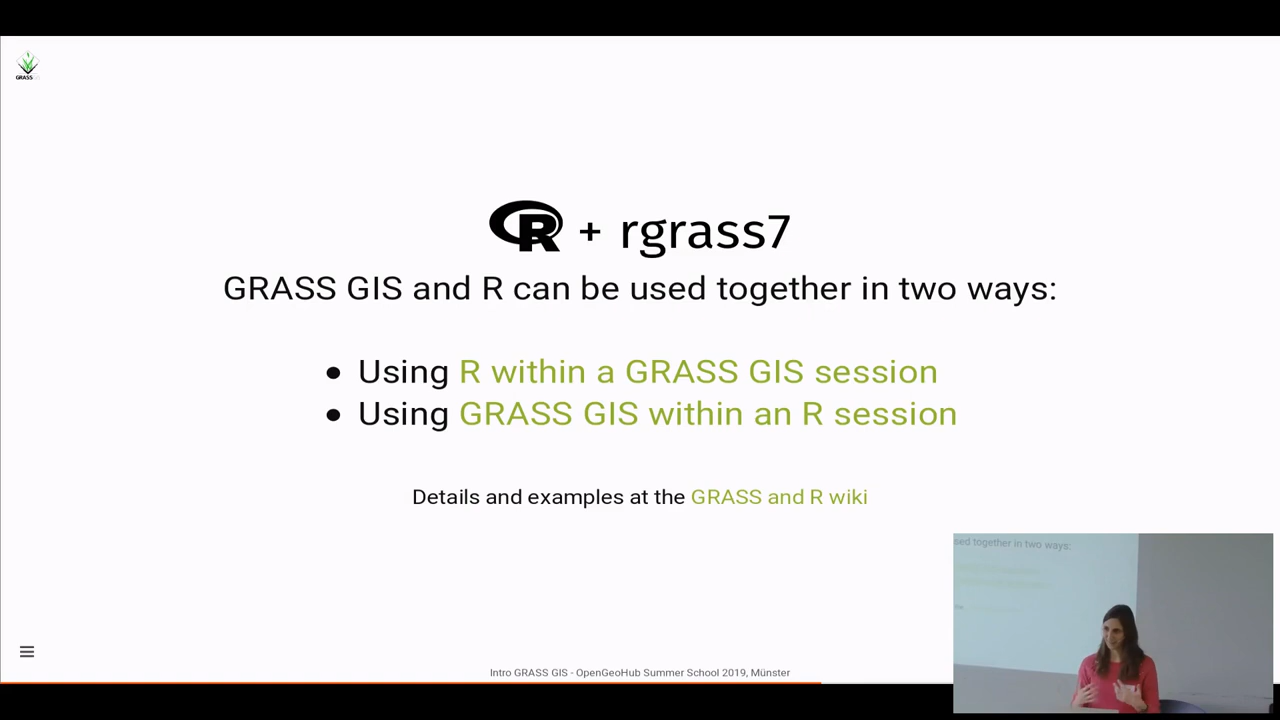 GRASS
R + rgrass7
GRASS GIS and R can be used together in two ways:
• Using R within a GRASS GIS session
• Using GRASS GIS within an R session
Details and examples at the GRASS and R wiki
used together in two ways:
Intro GRASS GIS - OpenGeoHub Summer School 2019, Münster